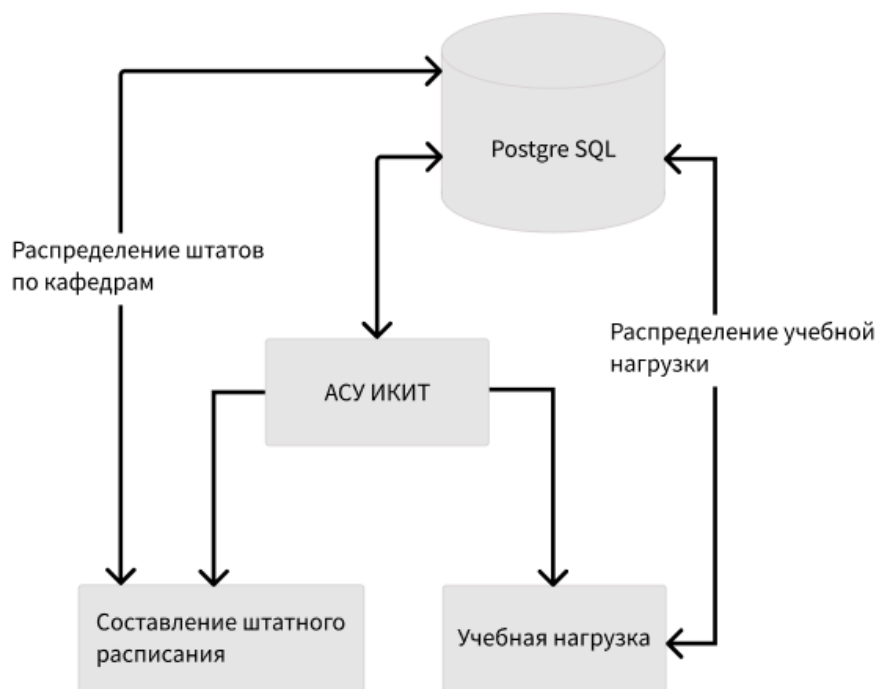 Postgre SQL
Распределение штатов
по кафедрам
Распределение учебной
нагрузки
АСУ ИКИТ
Составление штатного
расписания
Учебная нагрузка